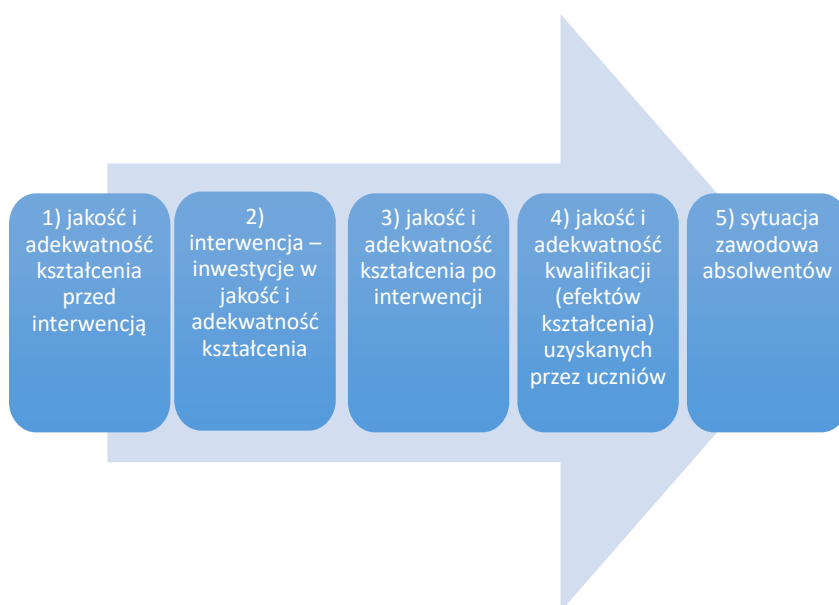 1) jakość i
adekwatność
kształcenia
przed
interwencją
2)
interwencja –
inwestycje w
jakość i
adekwatność
kształcenia
3) jakość i
adekwatność
kształcenia po
interwencji
4) jakość i
adekwatność
kwalifikacji
(efektów
kształcenia)
uzyskanych
przez uczniów
5) sytuacja
zawodowa
absolwentów